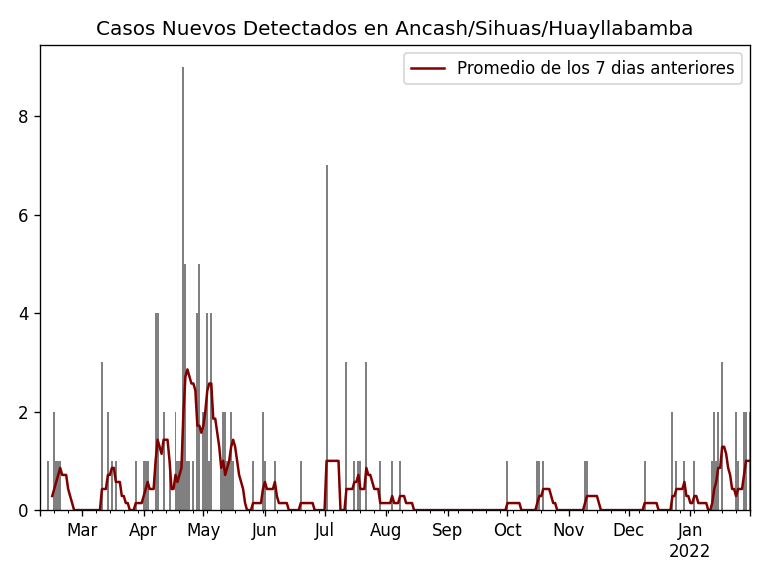 Casos Nuevos Detectados en Ancash/Sihuas/Huayllabamba
Promedio de los 7 dias anteriores
8
6
4
2
0
Mar Apr May Jun Jul Aug Sep Oct Nov Dec Jan
2022